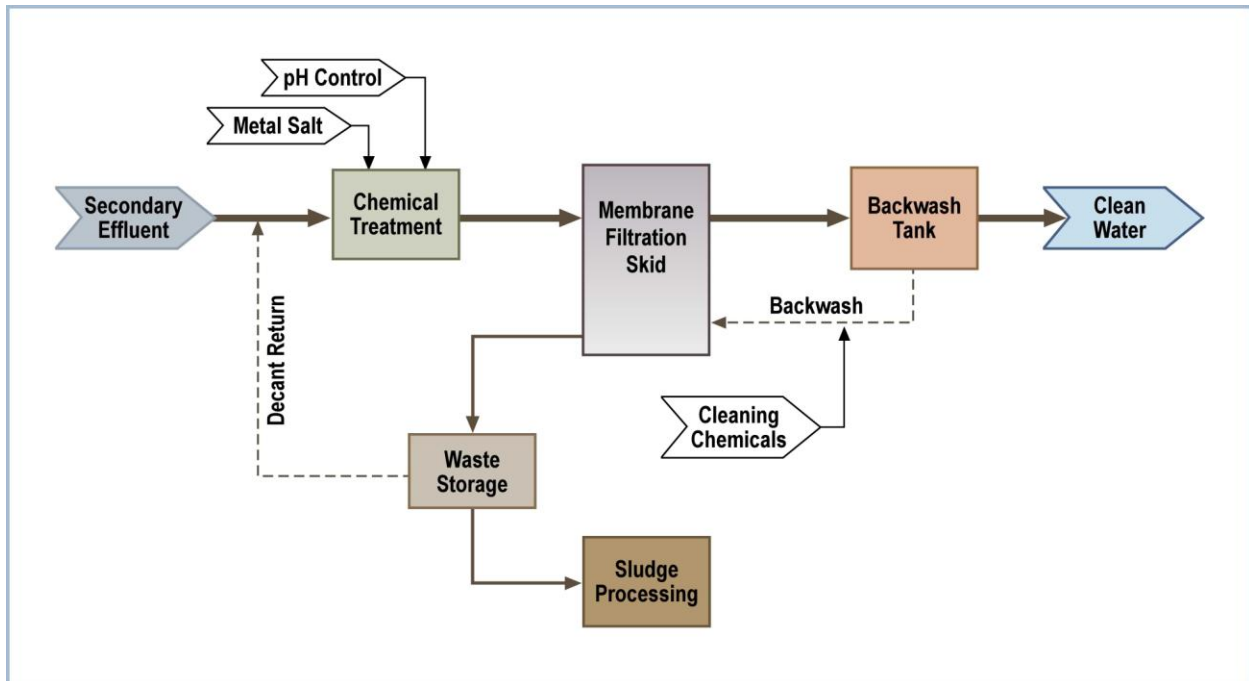 pH Control
Metal Salt
Secondary
Effluent
Chemical
Treatment
Membrane
Filtration
Skid
Backwash
Tank
Clean
Water
Backwash
Decant Return
Cleaning
Chemicals
Waste
Storage
Sludge
Processing